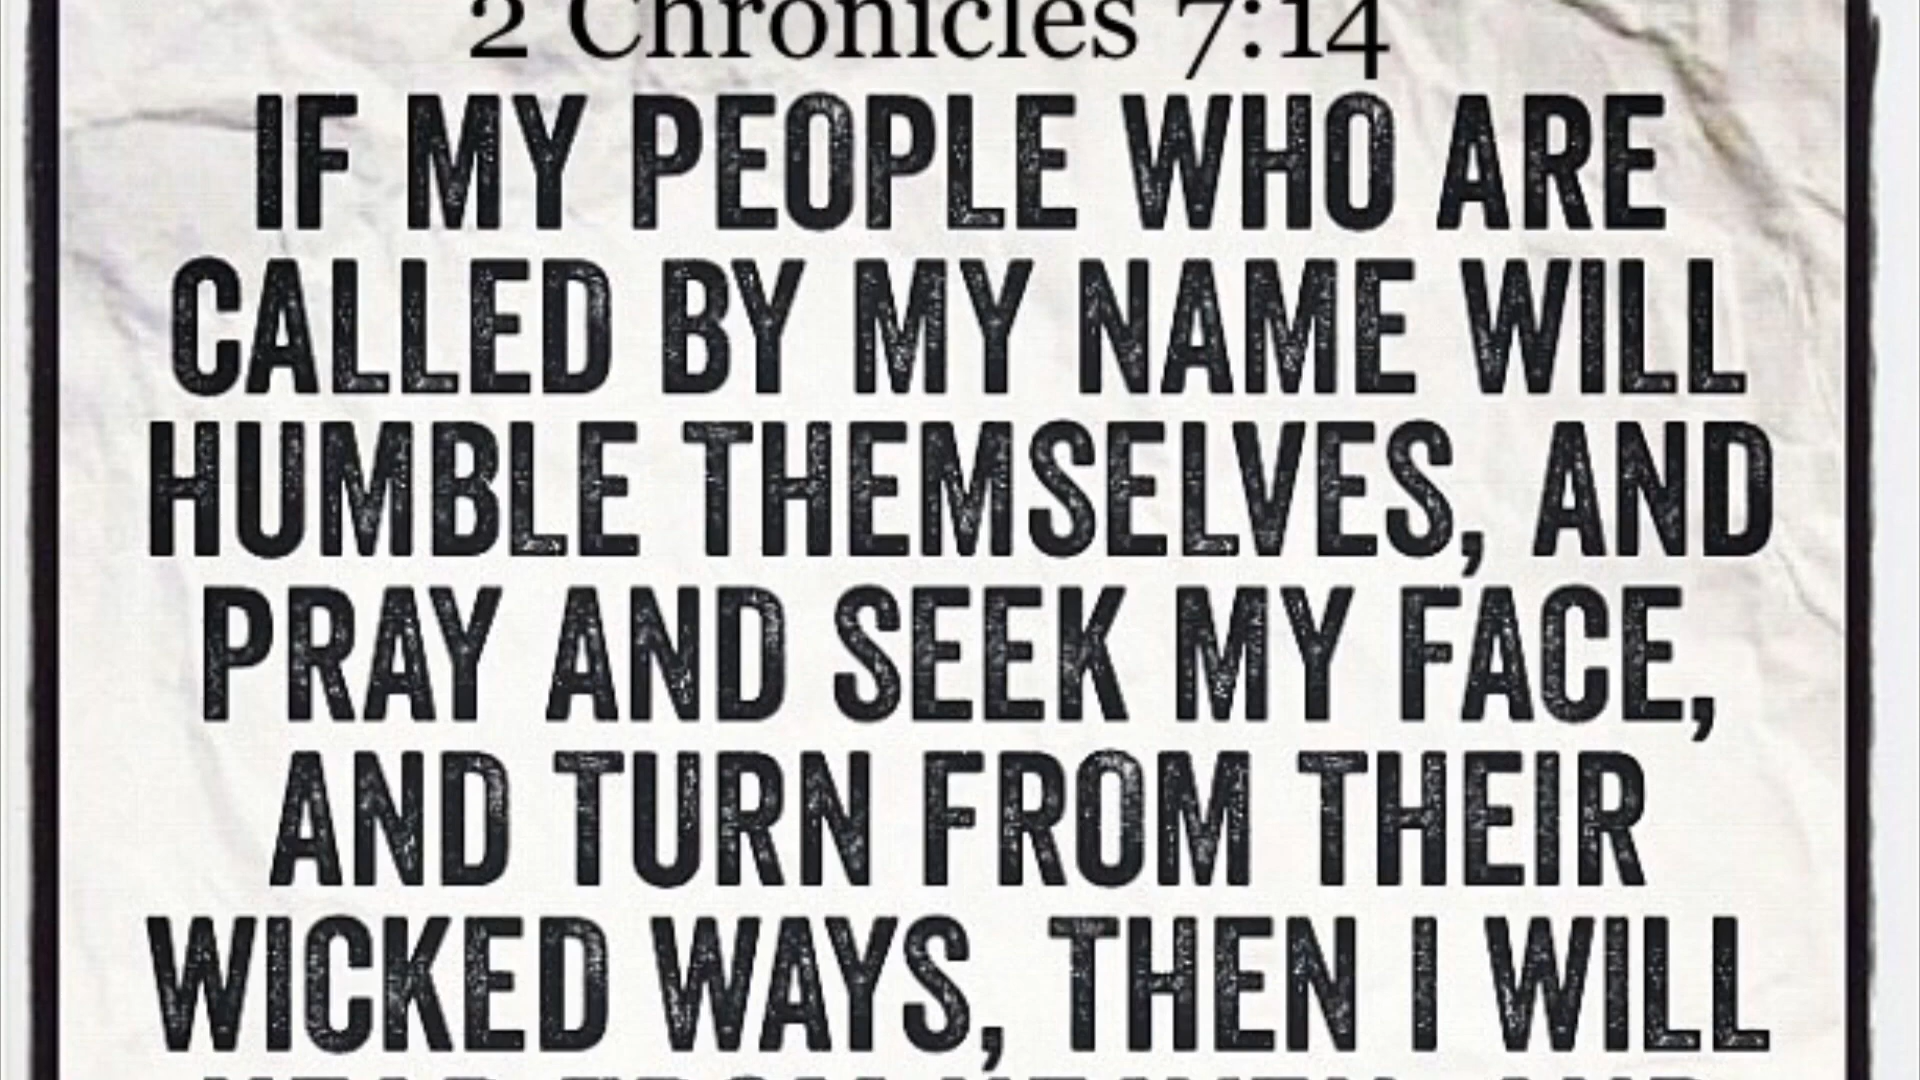 2 Chronicles 7:14
IF MY PEOPLE WHO ARE
CALLED BY MY NAME WILL
HUMBLE THEMSELVES, AND
PRAY AND SEEK MY FACE,
AND TURN FROM THEIR
WICKED WAYS, THEN I WILL